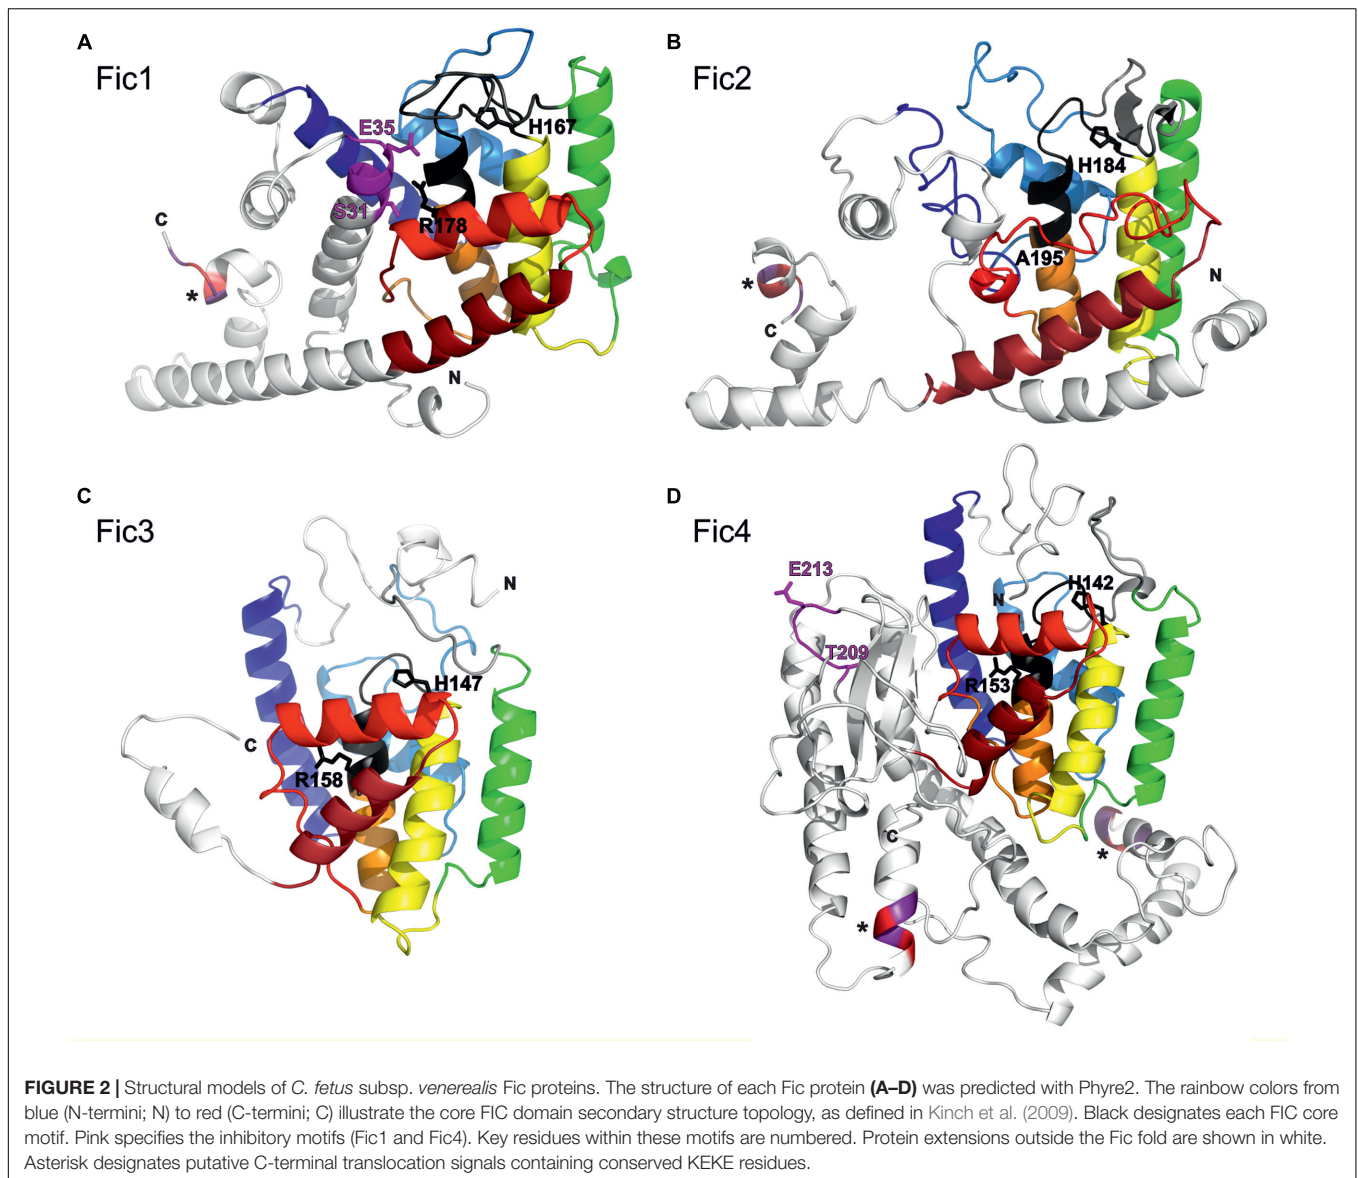 A
Fic1
E35
H167
S31
R178
C
*
N
B
Fic2
H184
A195
N
*
C
C
Fic3
N
H147
C
R158
D
Fic4
E213
H142
N
T209
R153
C
*
*
FIGURE 2 | Structural models of C. fetus subsp. venerealis Fic proteins. The structure of each Fic protein (A–D) was predicted with Phyre2. The rainbow colors from
blue (N-termini; N) to red (C-termini; C) illustrate the core FIC domain secondary structure topology, as defined in Kinch et al. (2009). Black designates each FIC core
motif. Pink specifies the inhibitory motifs (Fic1 and Fic4). Key residues within these motifs are numbered. Protein extensions outside the Fic fold are shown in white.
Asterisk designates putative C-terminal translocation signals containing conserved KEKE residues.